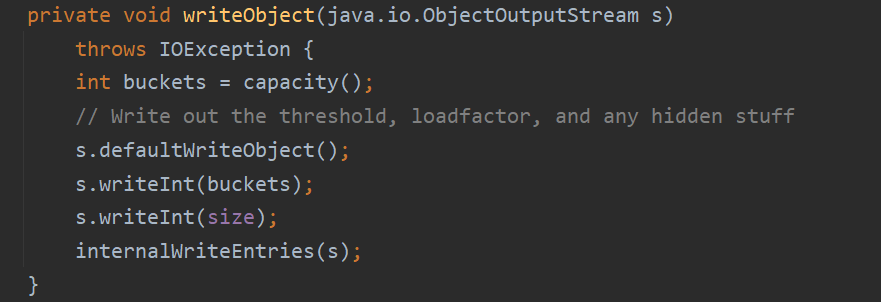 private void writeObject(java.io.ObjectOutputStream s)
throws IOException {
int buckets = capacity();
// Write out the threshold, loadfactor, and any hidden stuff
s.defaultWriteObject();
s.writeInt(buckets);
s.writeInt(size);
internalWriteEntries(s);
}